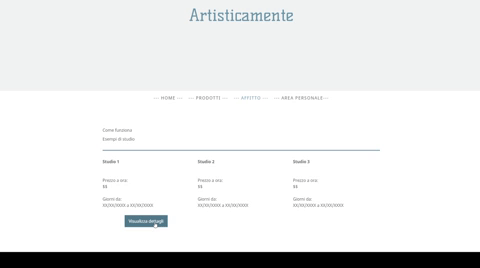 Artisticamente
--- HOME --- --- PRODOTTI --- --- AFFITTO --- --- AREA PERSONALE ---
Come funziona
Esempi di studio
Studio 1 Studio 2 Studio 3
Prezzo a ora: Prezzo a ora: Prezzo a ora:
$$ $$ $$
Giorni da: Giorni da: Giorni da:
XX/XX/XXXX a XX/XX/XXXX XX/XX/XXXX a XX/XX/XXXX XX/XX/XXXX a XX/XX/XXXX
Visualizza dettagli